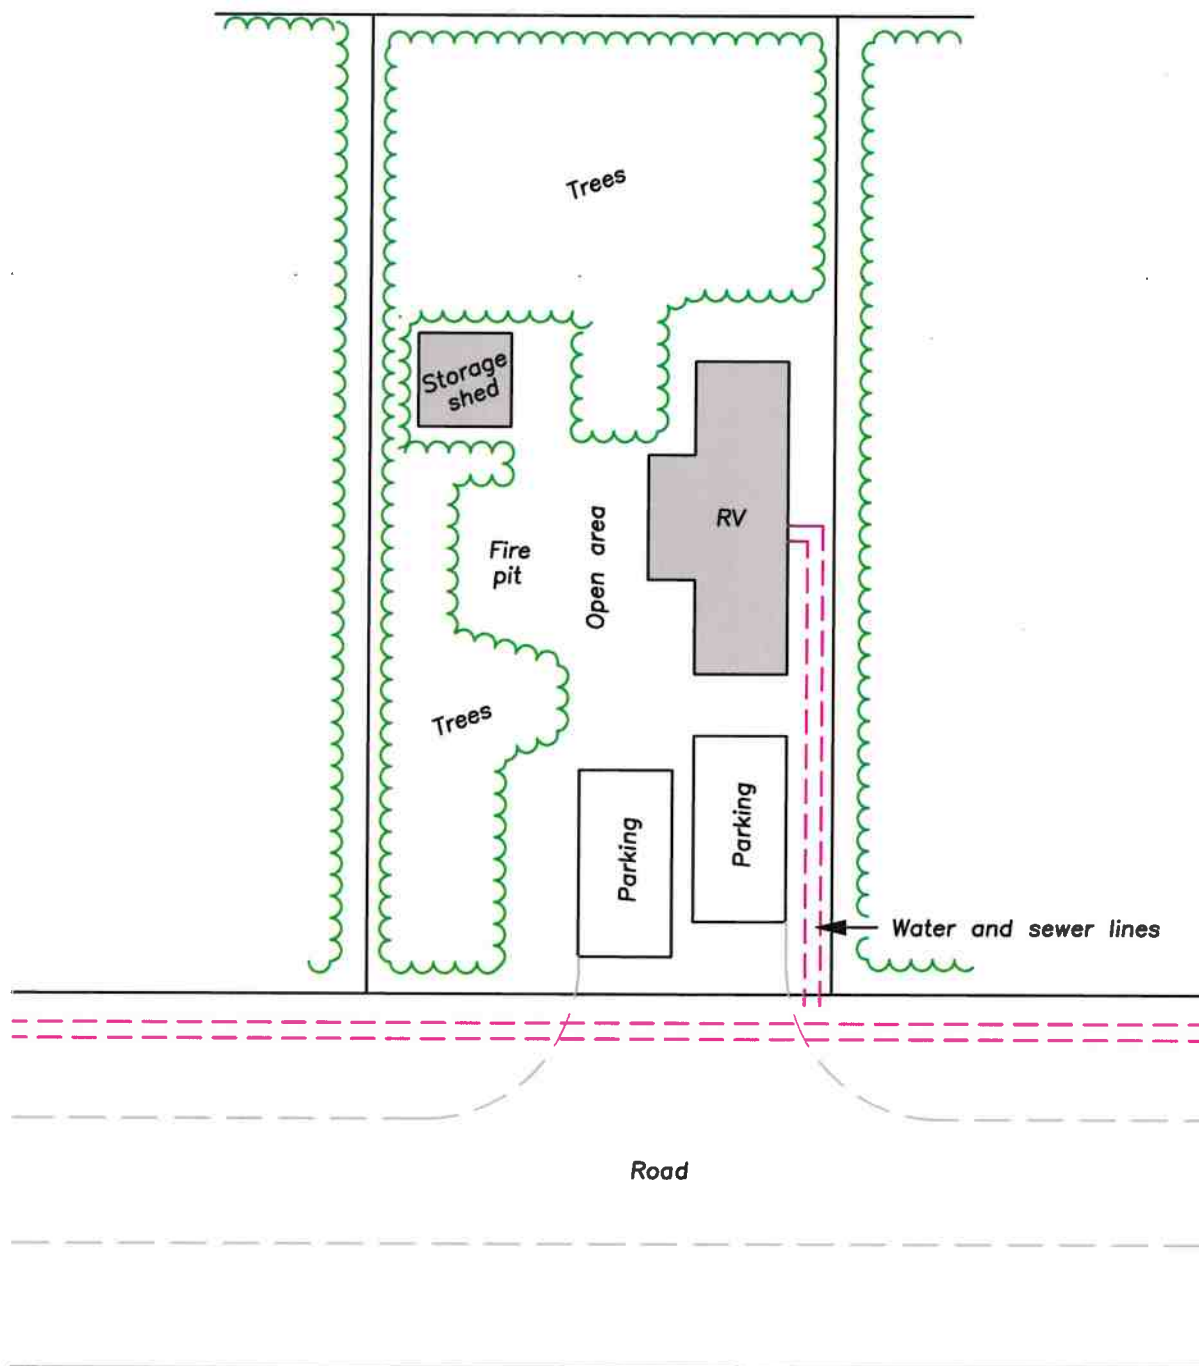 Trees
Storage
shed
RV
Fire
pit
Open area
Trees
Parking
Parking
Water and sewer lines
Road